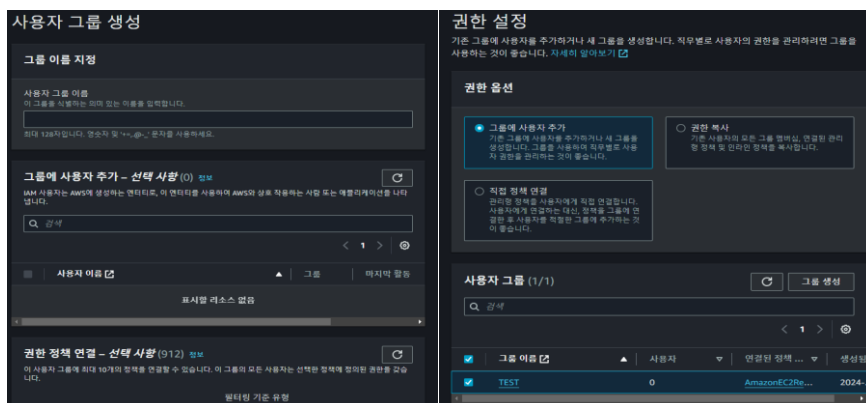 사용자 그룹 생성
그룹 이름 지정
사용자 그룹 이름
이 그룹을 식별하는 의미 있는 이름을 입력합니다.
최대 128자입니다. 영숫자 및 '+=,.@-_' 문자를 사용하세요.
그룹에 사용자 추가 – 선택 사항 (0) 정보
IAM 사용자는 AWS에 생성하는 엔터티로, 이 엔터티를 사용하여 AWS와 상호 작용하는 사람 또는 애플리케이션을 나타
냅니다.
검색
1
사용자 이름 그룹 마지막 활동
표시할 리소스 없음
권한 정책 연결 – 선택 사항 (912) 정보
이 사용자 그룹에 최대 10개의 정책을 연결할 수 있습니다. 이 그룹의 모든 사용자는 선택한 정책에 정의된 권한을 갖습
니다.
필터링 기준 유형
권한 설정
기존 그룹에 사용자를 추가하거나 새 그룹을 생성합니다. 직무별로 사용자의 권한을 관리하려면 그룹을
사용하는 것이 좋습니다. 자세히 알아보기
권한 옵션
그룹에 사용자 추가
기존 그룹에 사용자를 추가하거나 새 그룹을
생성합니다. 그룹을 사용하여 직무별로 사용
자 권한을 관리하는 것이 좋습니다.
권한 복사
기존 사용자의 모든 그룹 멤버십, 연결된 관리
형 정책 및 인라인 정책을 복사합니다.
직접 정책 연결
관리형 정책을 사용자에게 직접 연결합니다.
사용자에게 연결하는 대신, 정책을 그룹에 연
결한 후 사용자를 적절한 그룹에 추가하는 것
이 좋습니다.
사용자 그룹 (1/1)
그룹 생성
검색
1
그룹 이름 사용자 연결된 정책 ... 생성된
TEST 0 AmazonEC2Re... 2024-